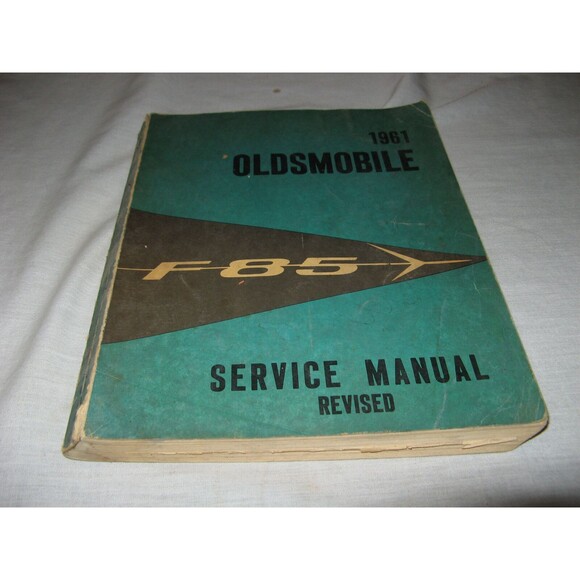 1961
OLDSMOBILE
F-85
SERVICE MANUAL
REVISED